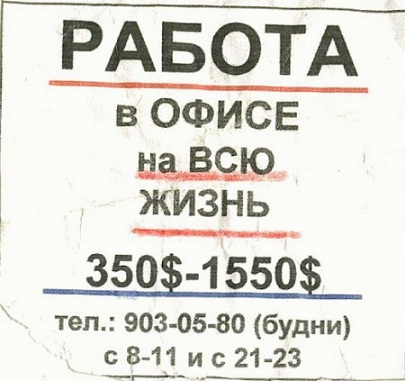 РАБОТА
в ОФИСЕ
на ВСЮ
ЖИЗНЬ
350$-1550$
тел.: 903-05-80 (будни)
с 8-11 и с 21-23